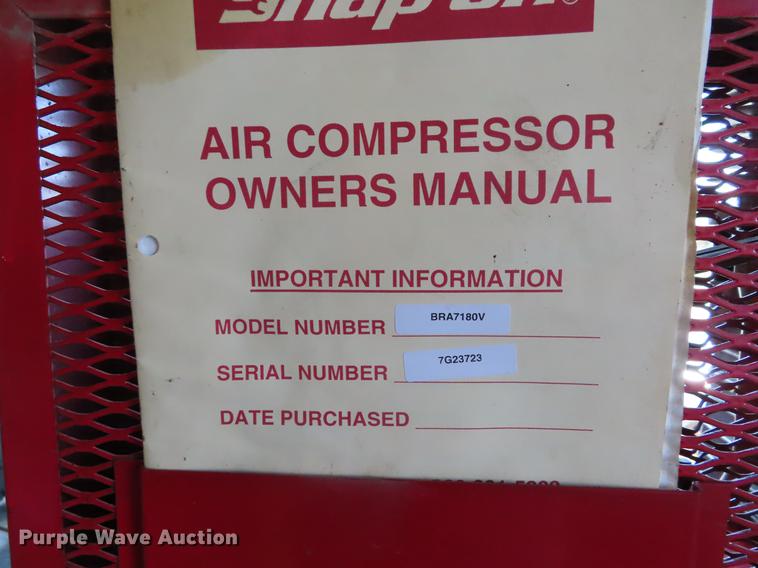 Snap-on®
AIR COMPRESSOR
OWNERS MANUAL
IMPORTANT INFORMATION
MODEL NUMBER BRA7180V
SERIAL NUMBER 7G23723
DATE PURCHASED
Purple Wave Auction®